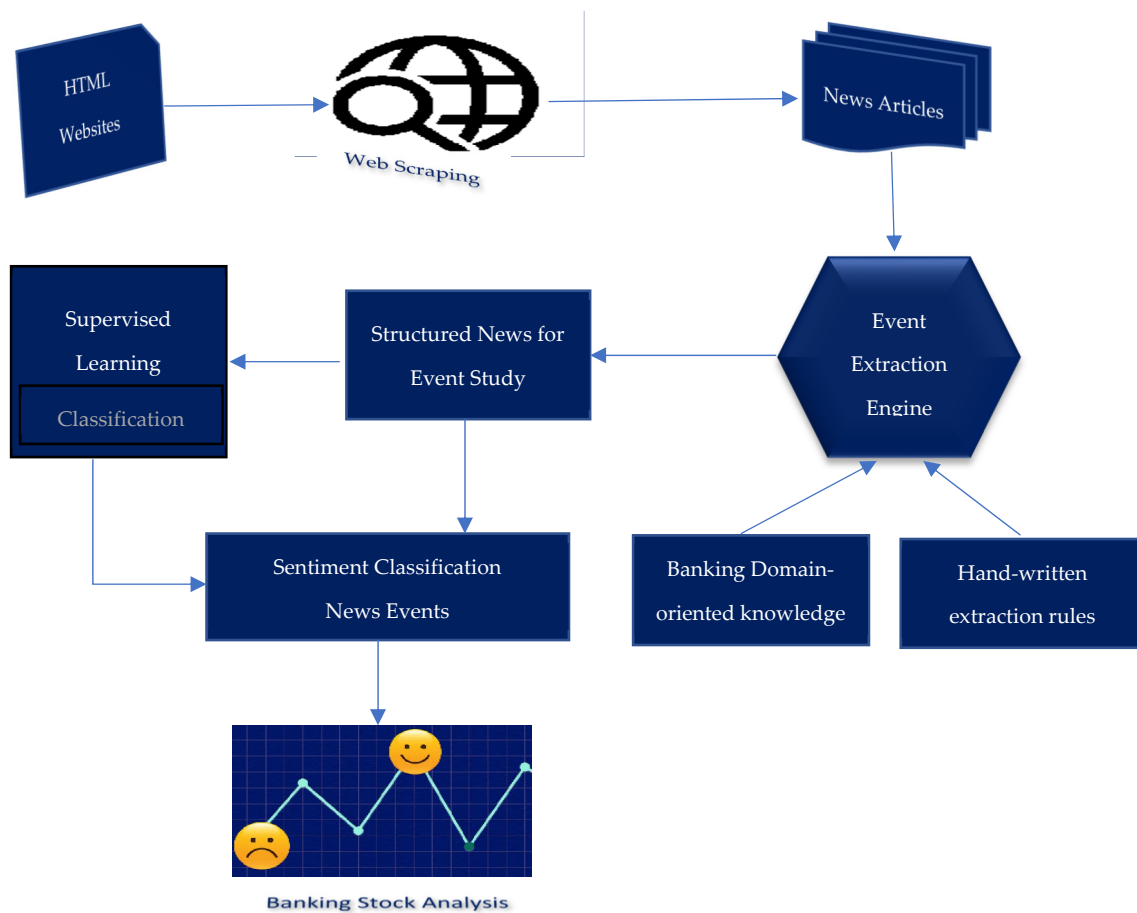 HTML
Websites
Web Scraping
News Articles
Supervised
Learning
Classification
Structured News for
Event Study
Event
Extraction
Engine
Sentiment Classification
News Events
Banking Domain-
oriented knowledge
Hand-written
extraction rules
Banking Stock Analysis